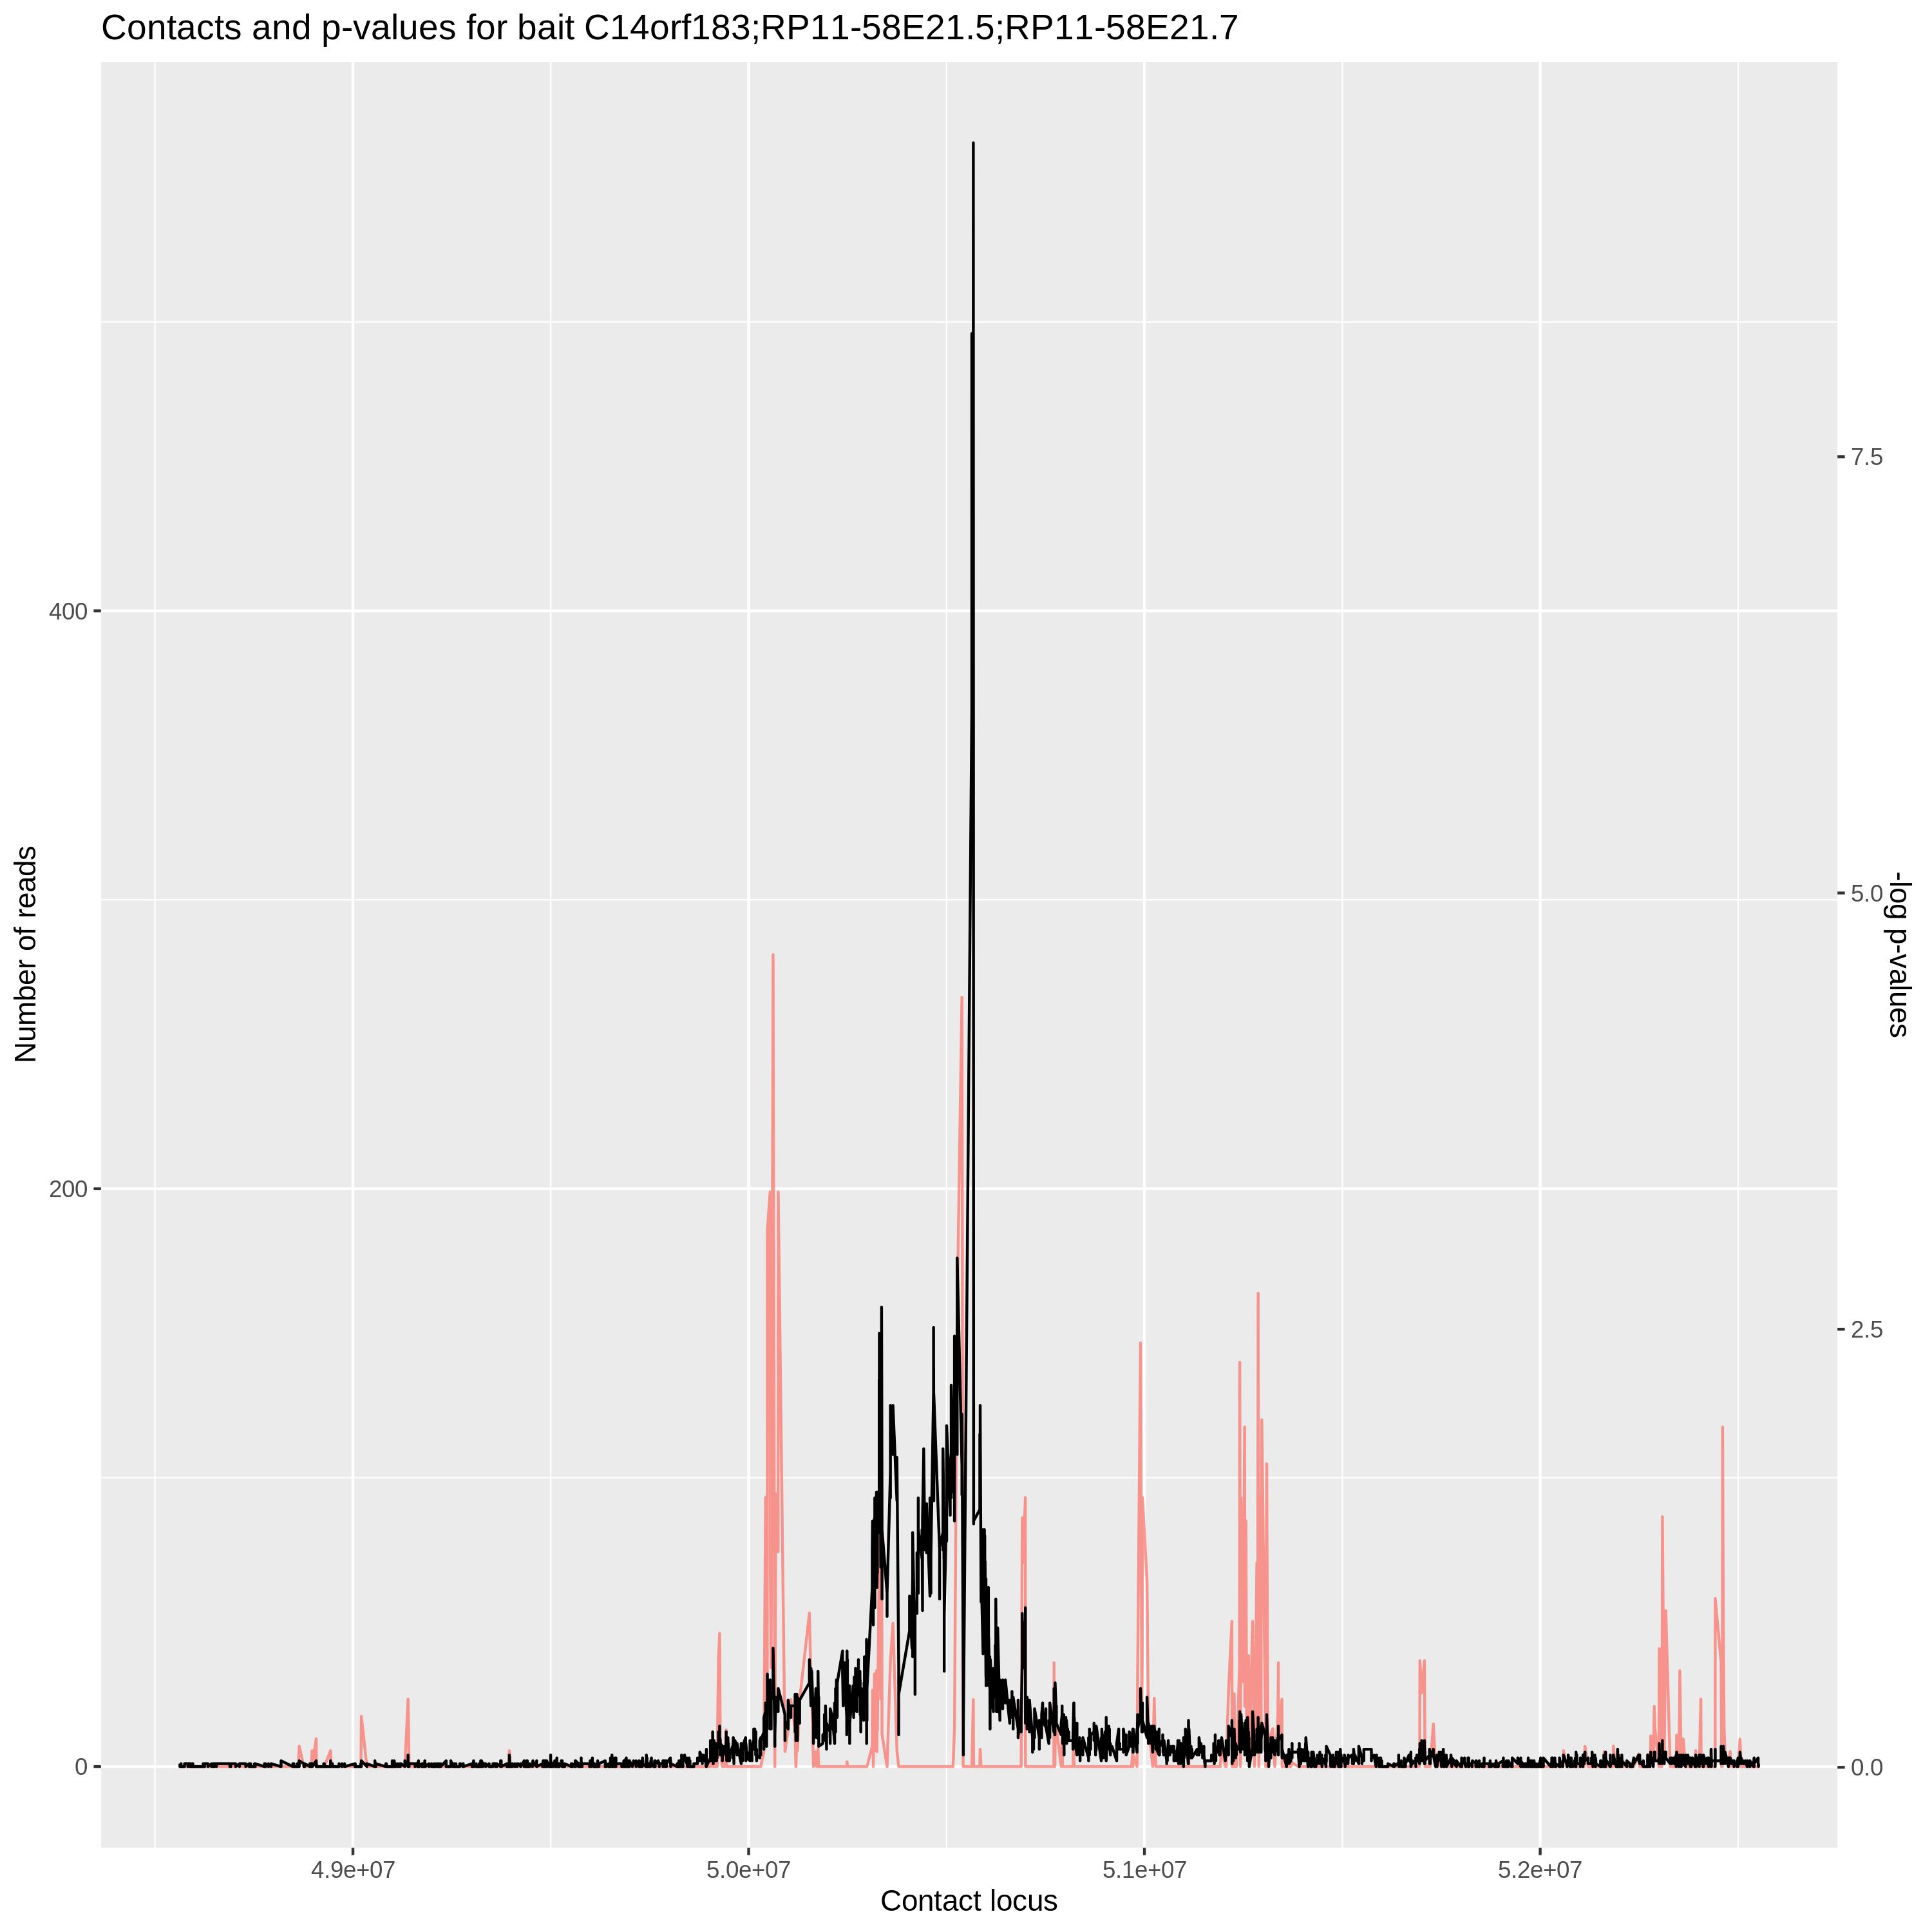 Contacts and p-values for bait C14orf183;RP11-58E21.5;RP11-58E21.7
Number of reads
400
200
0
7.5
5.0
2.5
0.0
-log p-values
4.9e+07 5.0e+07 5.1e+07 5.2e+07
Contact locus